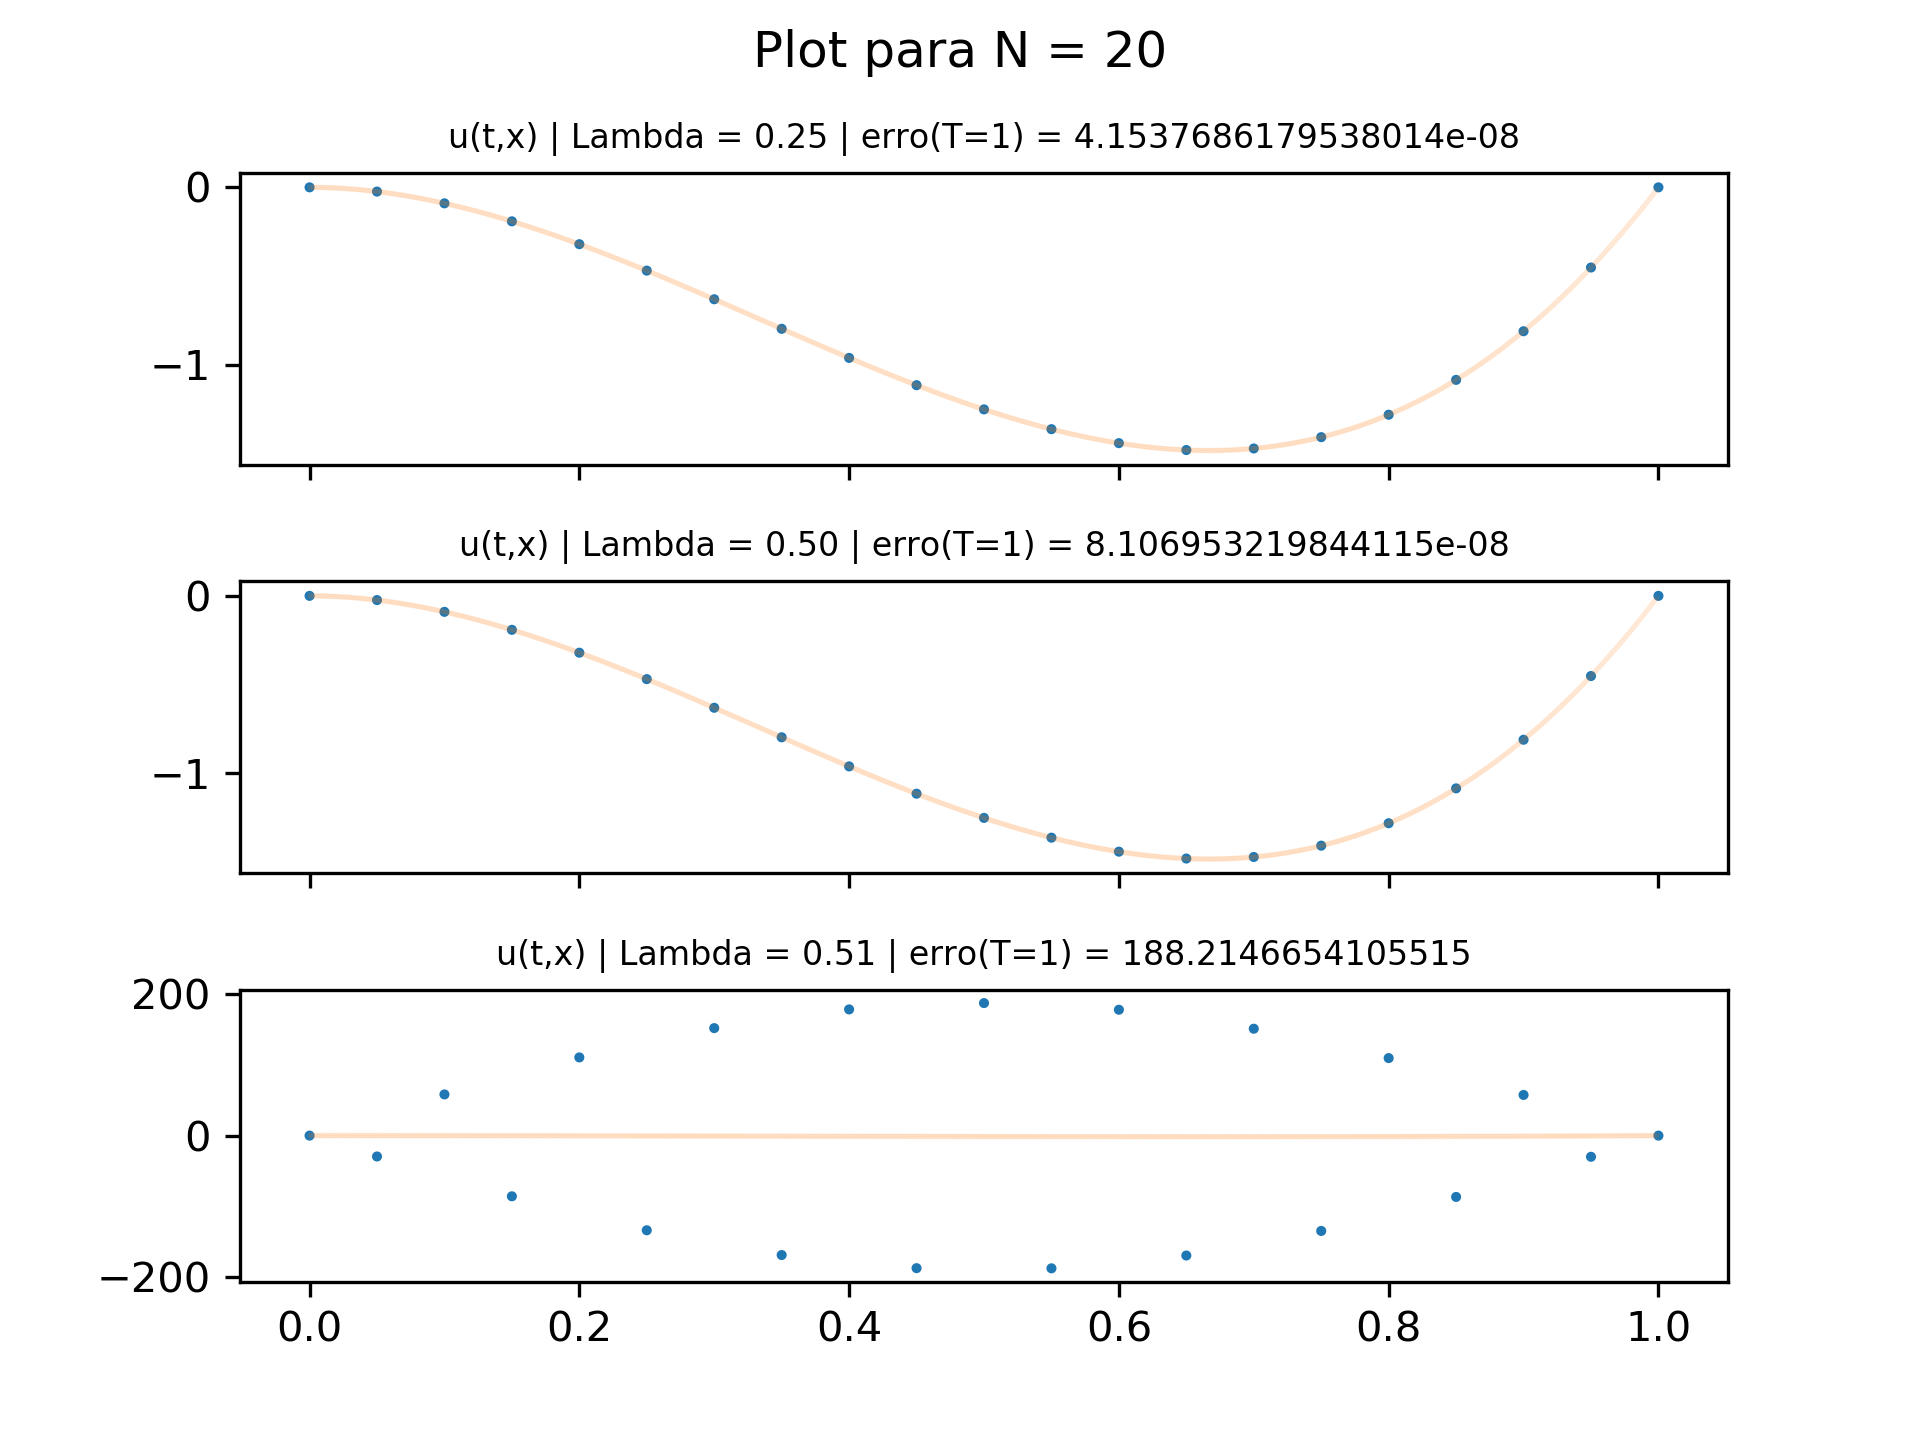 Plot para N = 20
u(t,x) | Lambda = 0.25 | erro(T=1) = 4.1537686179538014e-08
0
−1
u(t,x) | Lambda = 0.50 | erro(T=1) = 8.106953219844115e-08
0
−1
u(t,x) | Lambda = 0.51 | erro(T=1) = 188.2146654105515
200
0
−200
0.0 0.2 0.4 0.6 0.8 1.0